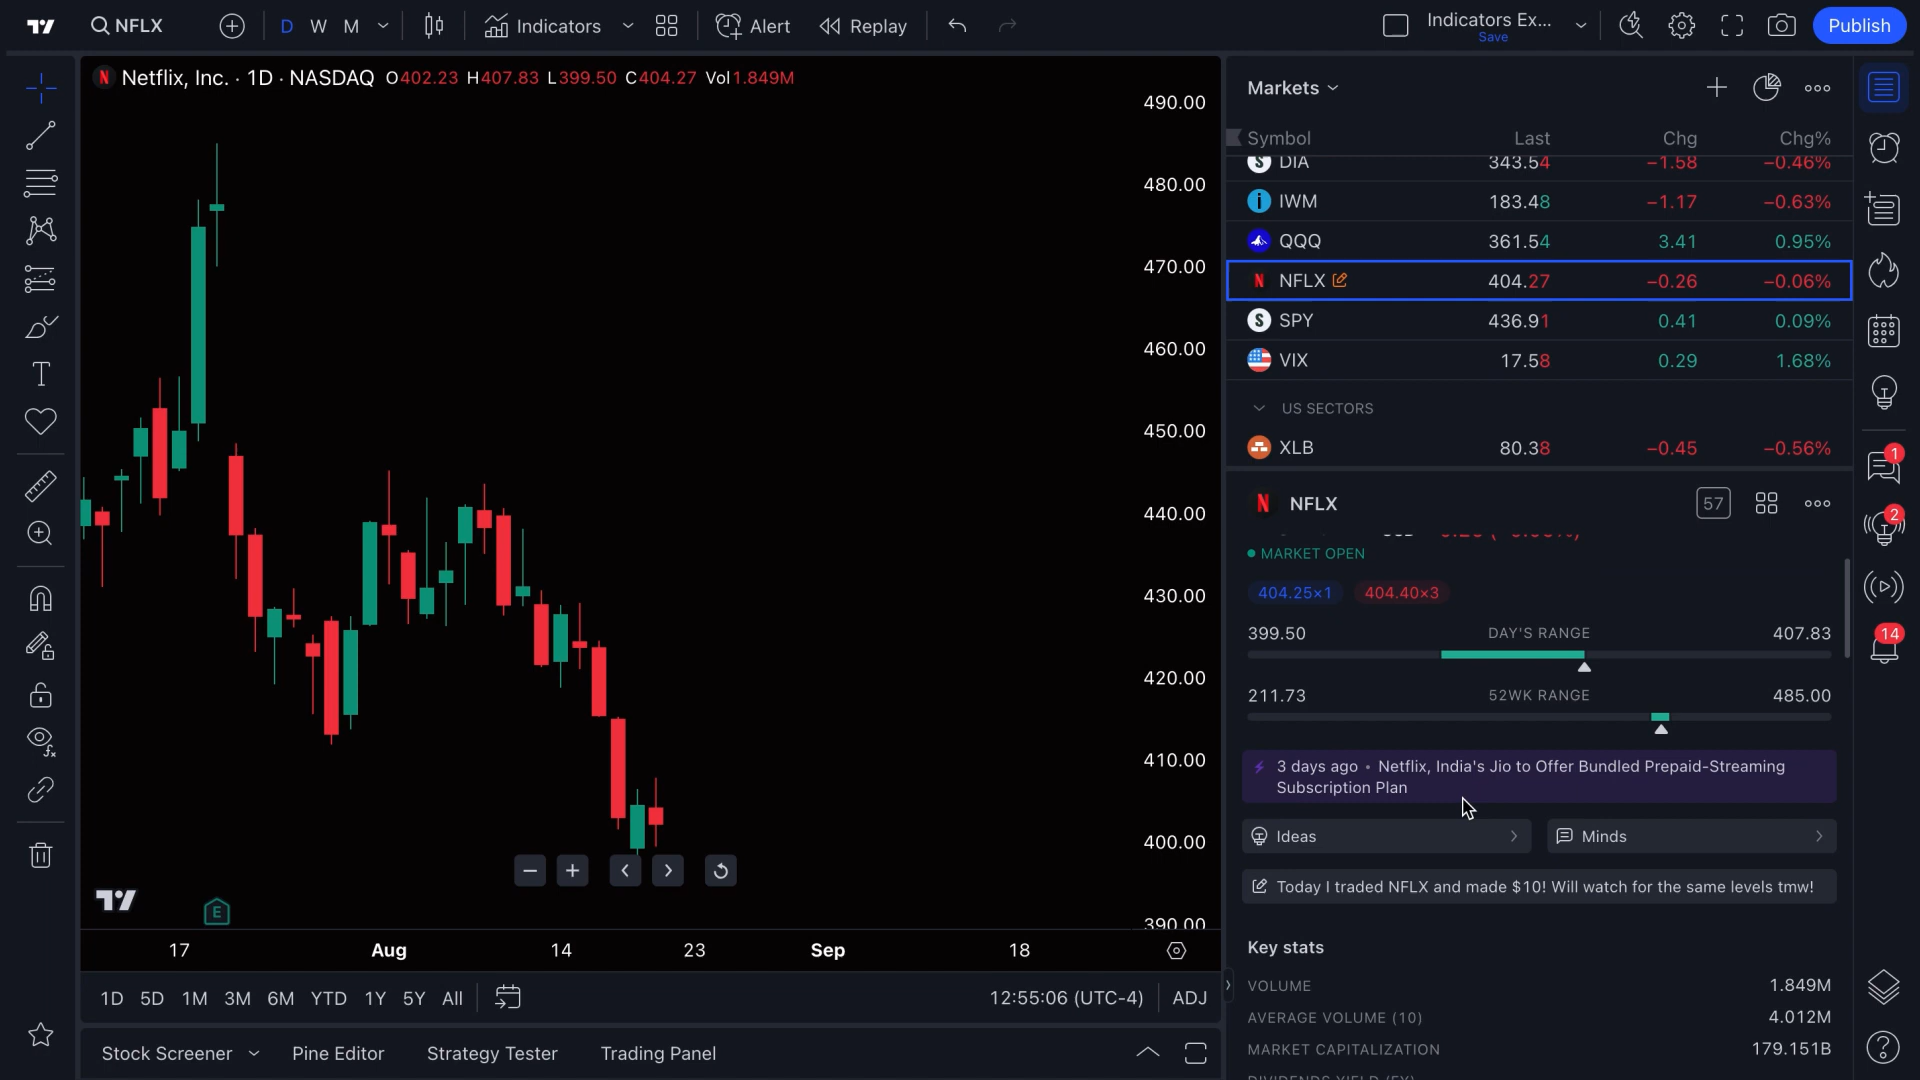 NFLX D W M Indicators Alert Replay Indicators Ex... Save Publish
Netflix, Inc. · 1D · NASDAQ O402.23 H407.83 L399.50 C404.27 Vol1.849M
490.00
480.00
470.00
460.00
450.00
440.00
430.00
420.00
410.00
400.00
390.00
E
17 Aug 14 23 Sep 18
1D 5D 1M 3M 6M YTD 1Y 5Y All 12:55:06 (UTC-4) ADJ
Stock Screener Pine Editor Strategy Tester Trading Panel
Markets
Symbol Last Chg Chg%
DIA 343.54 −1.58 −0.46%
IWM 183.48 −1.17 −0.63%
QQQ 361.54 3.41 0.95%
NFLX 404.27 −0.26 −0.06%
SPY 436.91 0.41 0.09%
VIX 17.58 0.29 1.68%
US SECTORS
XLB 80.38 −0.45 −0.56%
NFLX 57
MARKET OPEN
404.25×1 404.40×3
399.50 DAY'S RANGE 407.83
211.73 52WK RANGE 485.00
3 days ago • Netflix, India's Jio to Offer Bundled Prepaid-Streaming
Subscription Plan
Ideas Minds
Today I traded NFLX and made $10! Will watch for the same levels tmw!
Key stats
VOLUME 1.849M
AVERAGE VOLUME (10) 4.012M
MARKET CAPITALIZATION 179.151B
1
2
14